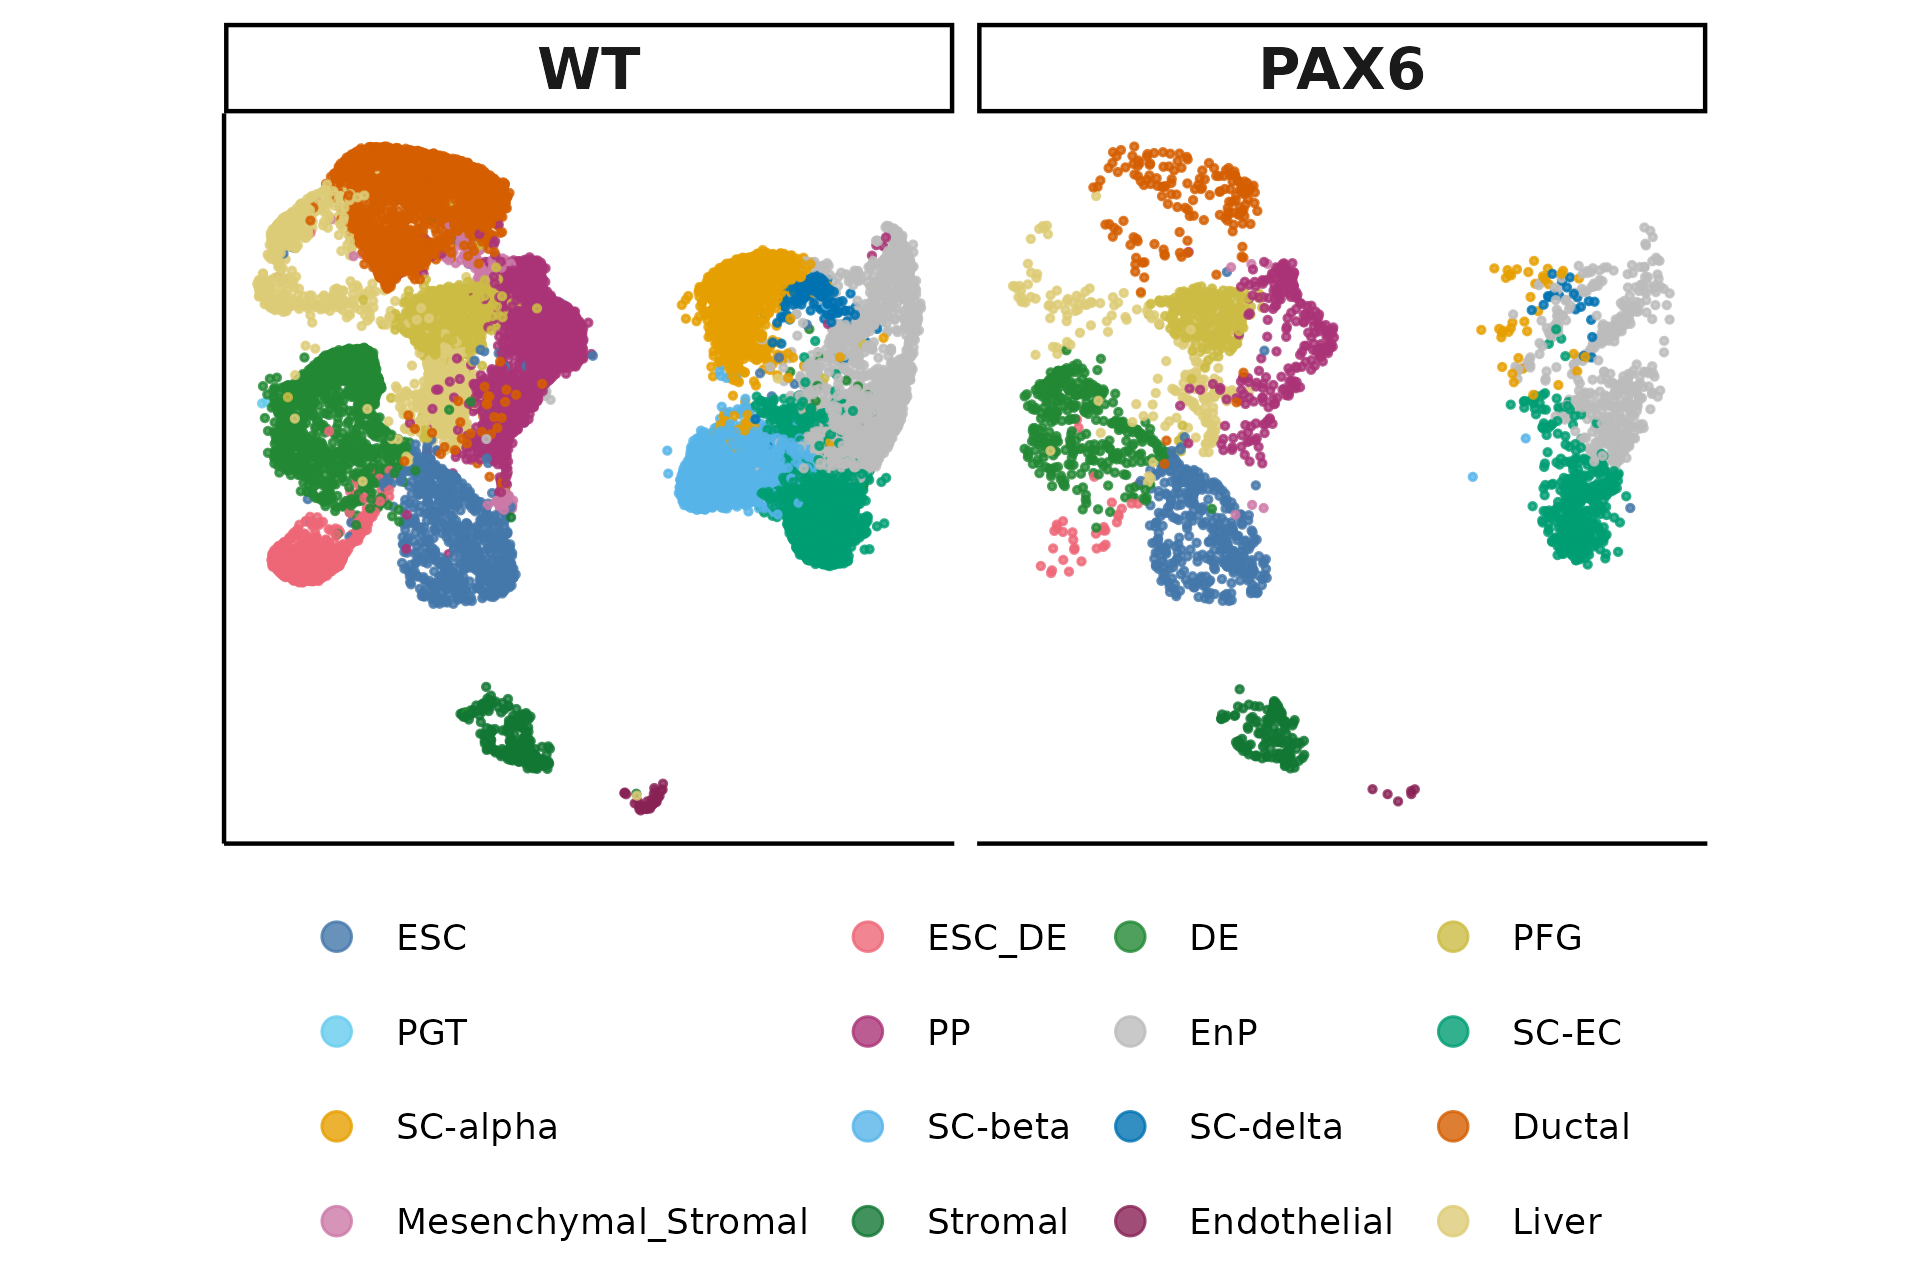 WT
PAX6
ESC
ESC_DE
DE
PFG
PGT
PP
EnP
SC-EC
SC-alpha
SC-beta
SC-delta
Ductal
Mesenchymal_Stromal
Stromal
Endothelial
Liver